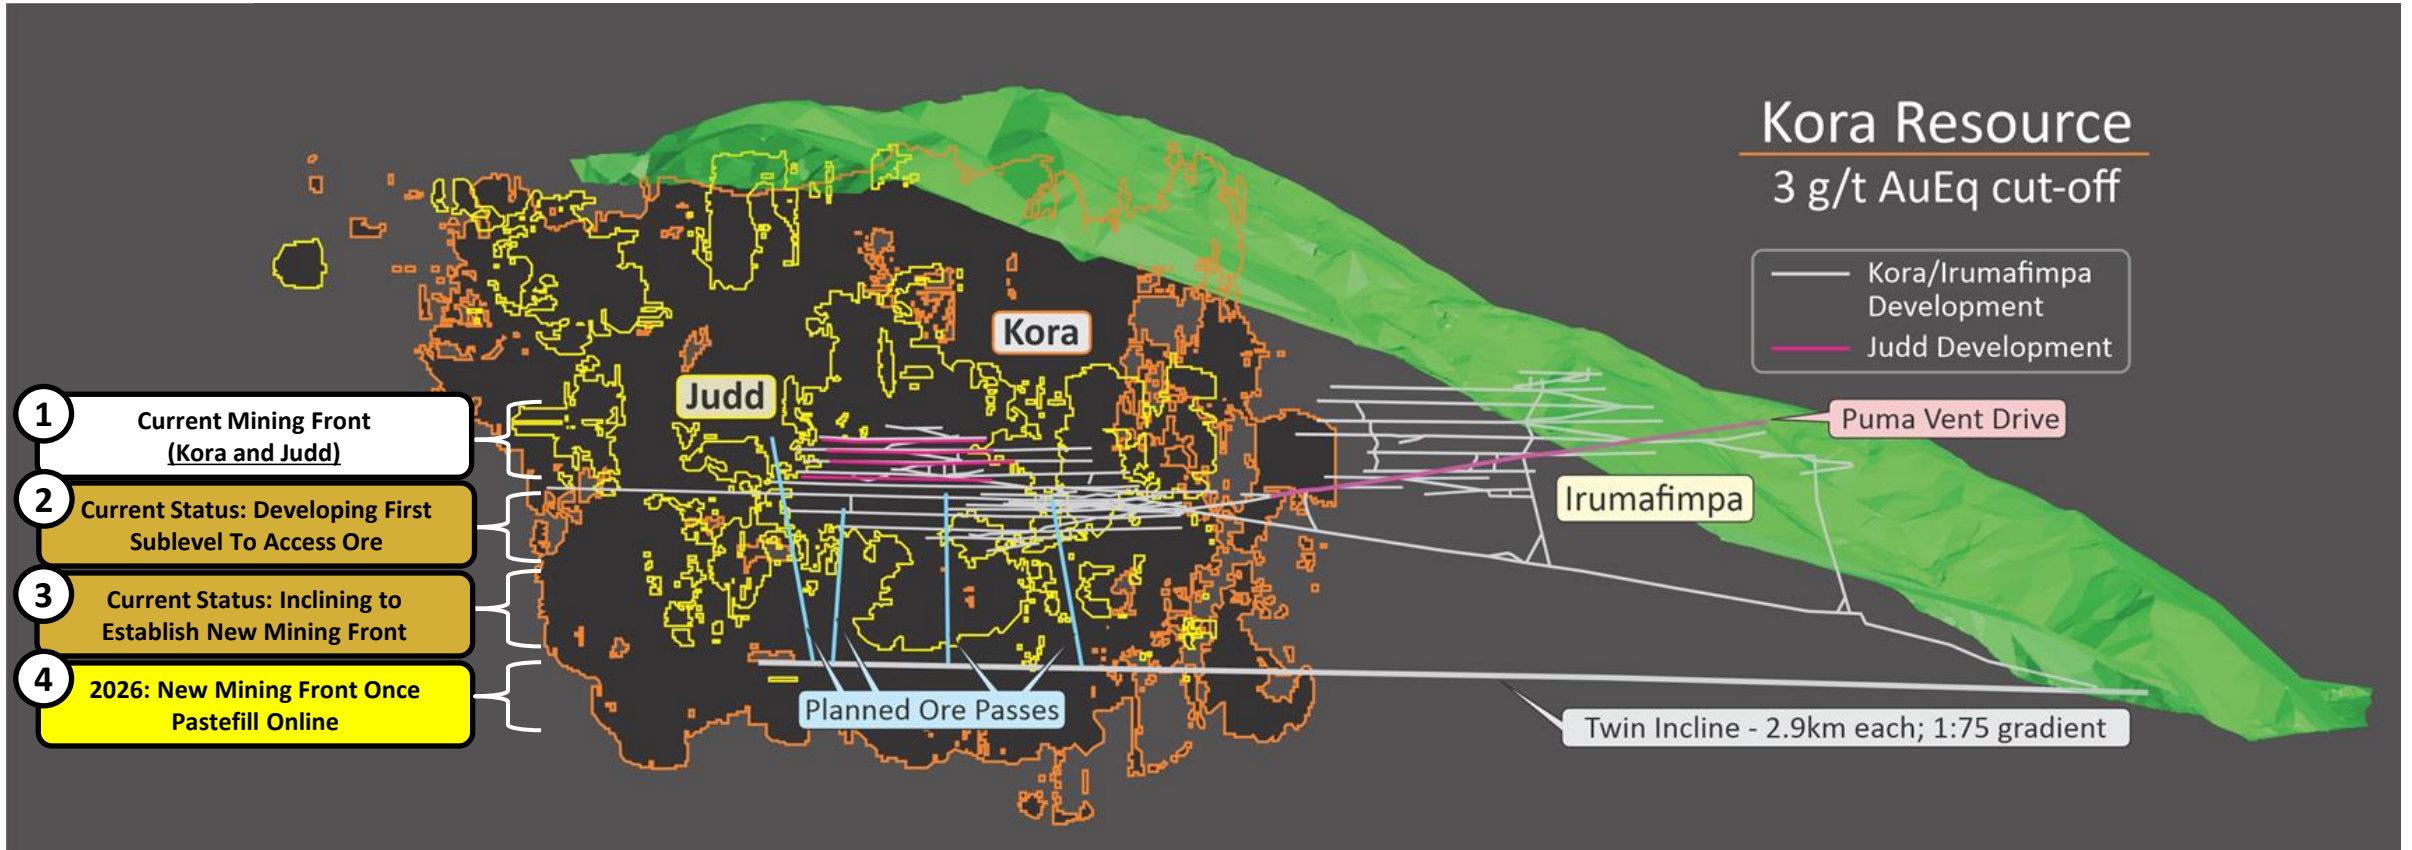 Kora Resource
3 g/t AuEq cut-off
Kora/Irumafimpa
Development
Judd Development
Kora
Judd
1
Current Mining Front
(Kora and Judd)
2
Current Status: Developing First
Sublevel To Access Ore
3
Current Status: Inclining to
Establish New Mining Front
4
2026: New Mining Front Once
Pastefill Online
Puma Vent Drive
Irumafimpa
Planned Ore Passes
Twin Incline - 2.9km each; 1:75 gradient